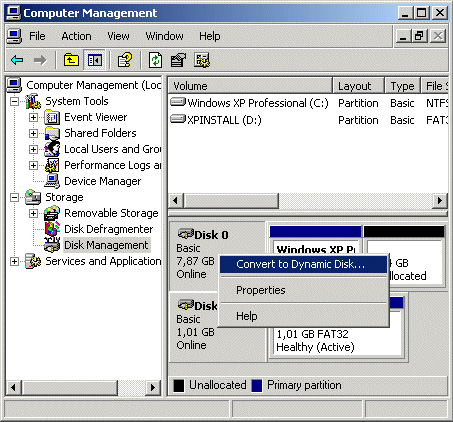 Computer Management
File Action View Window Help
Computer Management (Loc
System Tools
Event Viewer
Shared Folders
Local Users and Grou
Performance Logs a
Device Manager
Storage
Removable Storage
Disk Defragmenter
Disk Management
Services and Application
Volume Layout Type File S
Windows XP Professional (C:) Partition Basic NTFS
XPINSTALL (D:) Partition Basic FAT3
Disk 0
Basic
7,87 GB
Online
Windows XP P
GB
located
Convert to Dynamic Disk...
Properties
Help
Disk
Basic
1,01 GB
Online
1,01 GB FAT32
Healthy (Active)
Unallocated Primary partition